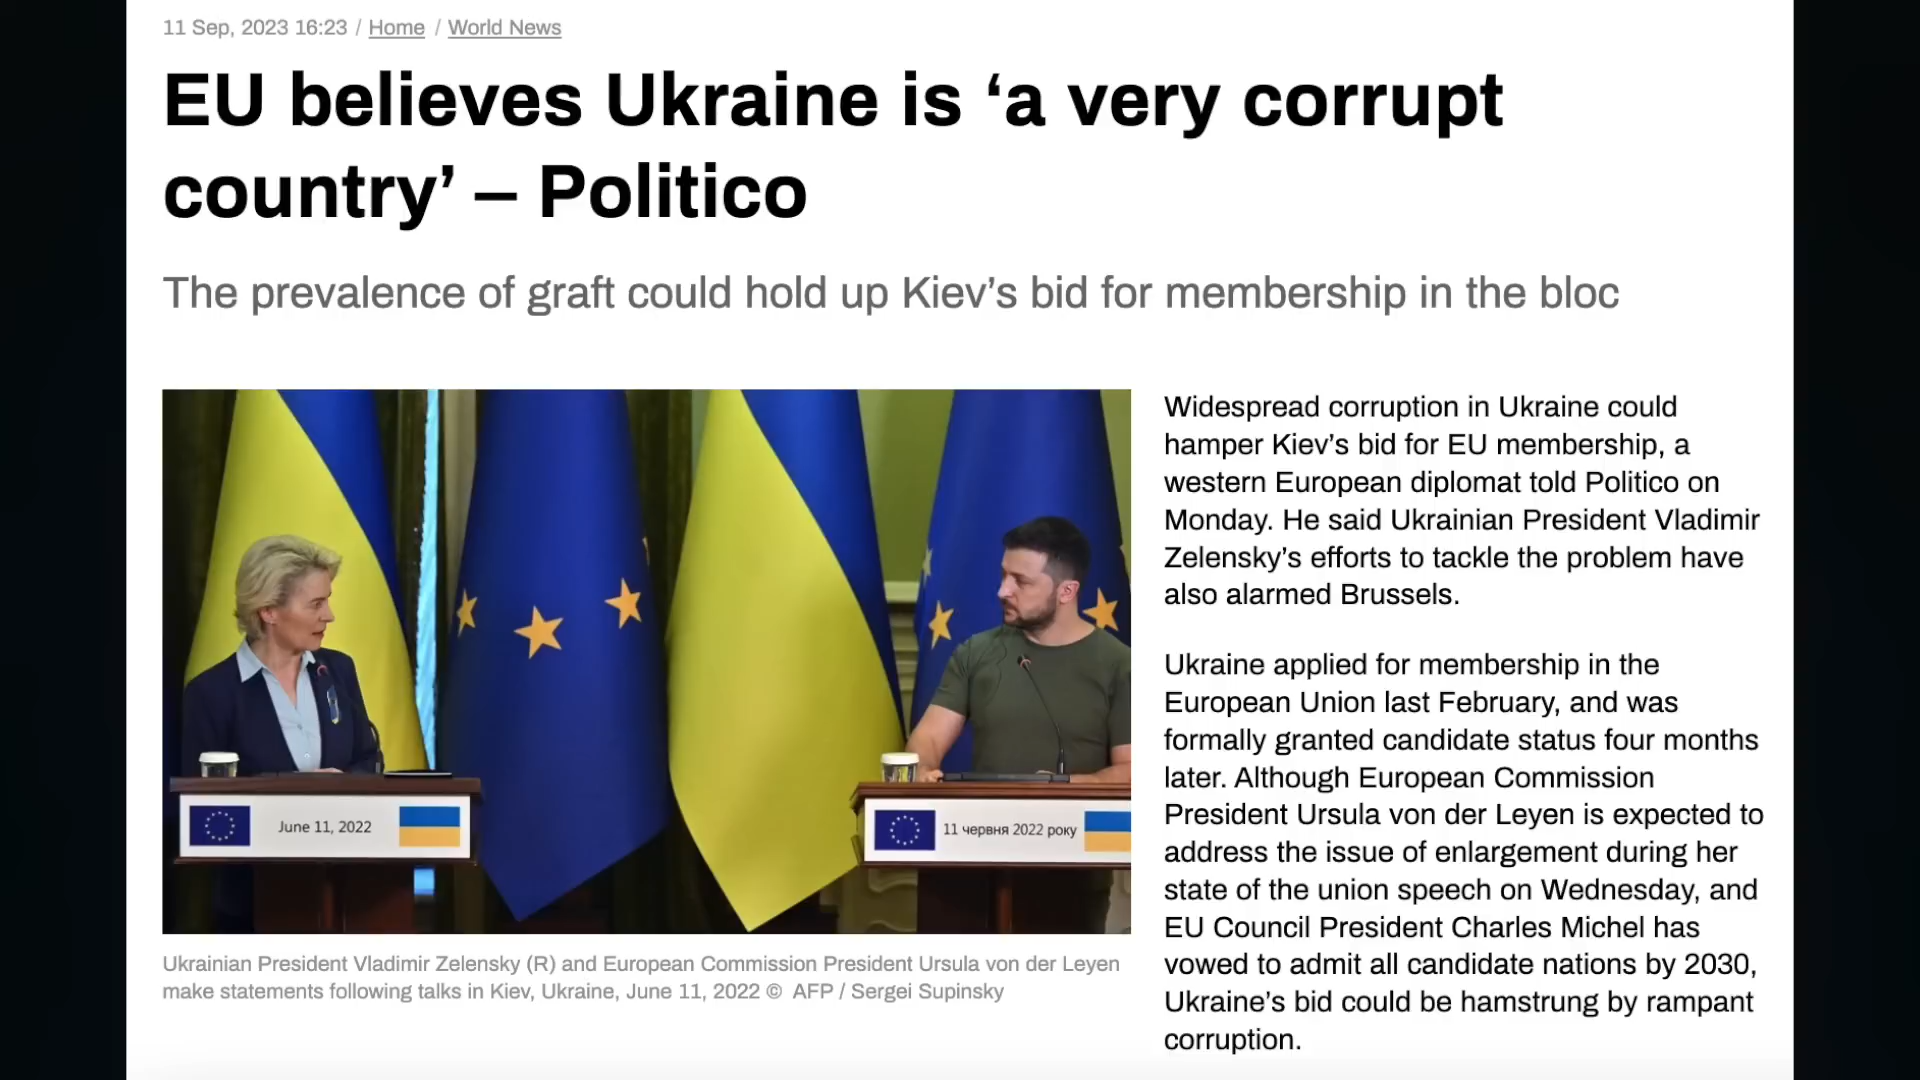 11 Sep, 2023 16:23 / Home / World News
EU believes Ukraine is ‘a very corrupt
country’ – Politico
The prevalence of graft could hold up Kiev’s bid for membership in the bloc
June 11, 2022
11 червня 2022 року
Ukrainian President Vladimir Zelensky (R) and European Commission President Ursula von der Leyen
make statements following talks in Kiev, Ukraine, June 11, 2022 © AFP / Sergei Supinsky
Widespread corruption in Ukraine could
hamper Kiev’s bid for EU membership, a
western European diplomat told Politico on
Monday. He said Ukrainian President Vladimir
Zelensky’s efforts to tackle the problem have
also alarmed Brussels.
Ukraine applied for membership in the
European Union last February, and was
formally granted candidate status four months
later. Although European Commission
President Ursula von der Leyen is expected to
address the issue of enlargement during her
state of the union speech on Wednesday, and
EU Council President Charles Michel has
vowed to admit all candidate nations by 2030,
Ukraine’s bid could be hamstrung by rampant
corruption.